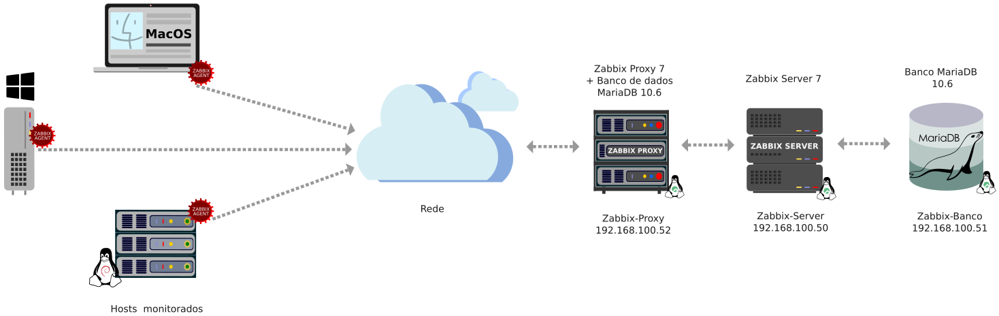 MacOS
ZABBIX
AGENT
ZABBIX
AGENT
ZABBIX
AGENT
Hosts  monitorados
Rede
Zabbix Proxy 7
+ Banco de dados
MariaDB 10.6
ZABBIX PROXY
Zabbix-Proxy
192.168.100.52
Zabbix Server 7
ZABBIX SERVER
Zabbix-Server
192.168.100.50
Banco MariaDB
10.6
MariaDB
Zabbix-Banco
192.168.100.51